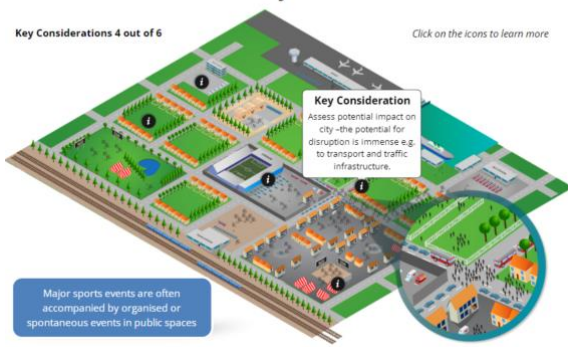 Key Considerations 4 out of 6
Click on the icons to learn more
Key Consideration
Assess potential impact on
city –the potential for
disruption is immense e.g.
to transport and traffic
infrastructure.
Major sports events are often
accompanied by organised or
spontaneous events in public spaces